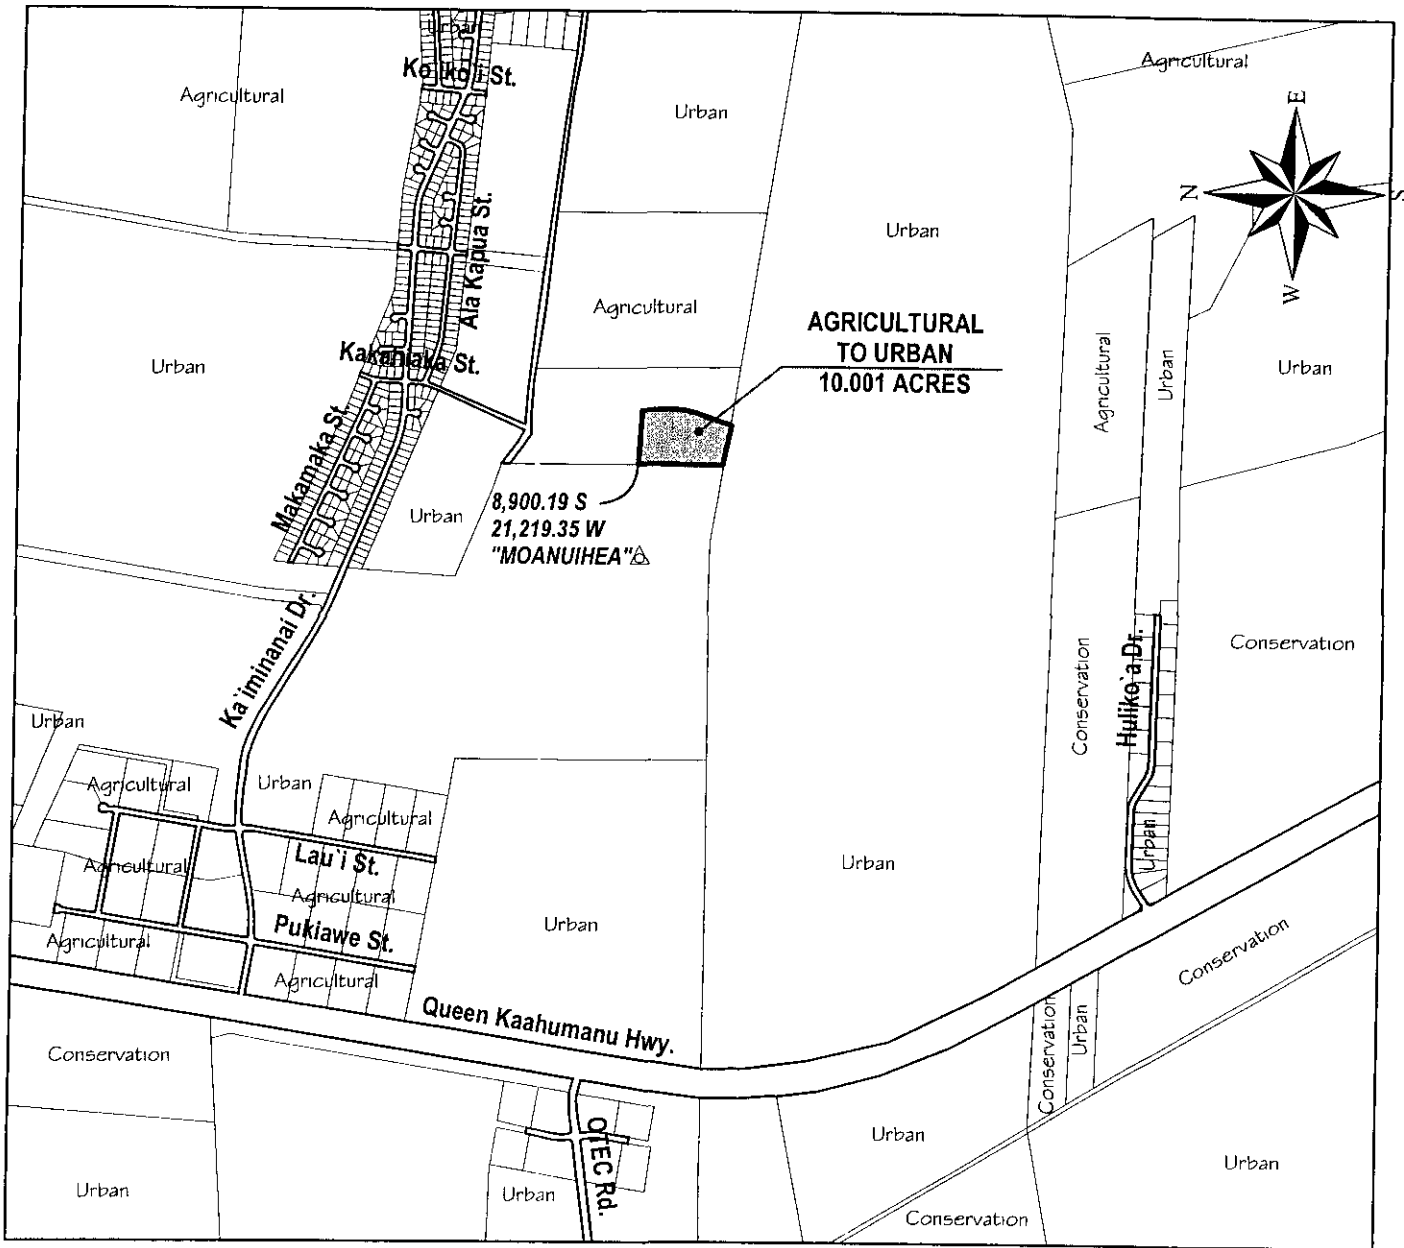 Urban
Ko iko i St.
Agricultural
Agricultural
Urban
E
N
S
W
Ala Kapua St.
Urban
Agricultural
AGRICULTURAL
TO URBAN
10.001 ACRES
Kakahiaka St.
Urban
Agricultural
Urban
Urban
Makamaka St.
Urban
8,900.19 S
21,219.35 W
"MOANUIHEA"
Ka`iminanai Dr.
Conservation
Huliko`a Dr.
Conservation
Urban
Agricultural
Urban
Agricultural
Lau`i St.
Agricultural
Urban
Urban
Agricultural
Pukiawe St.
Agricultural
Agricultural
Urban
Conservation
Queen Kaahumanu Hwy.
Conservation
Conservation
Urban
OTEC Rd.
Urban
Urban
Urban
Urban
Conservation